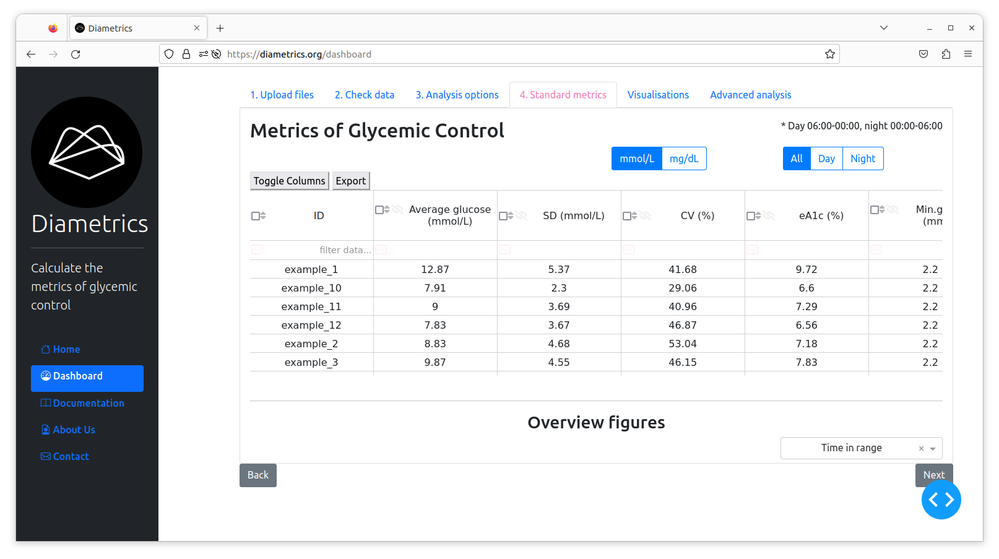 Diametrics
https://diametrics.org/dashboard
1. Upload files
2. Check data
3. Analysis options
4. Standard metrics
Visualisations
Advanced analysis
Metrics of Glycemic Control
* Day 06:00-00:00, night 00:00-06:00
mmol/L
mg/dL
All
Day
Night
Toggle Columns
Export
ID
Average glucose
(mmol/L)
SD (mmol/L)
CV (%)
eA1c (%)
Min.g
(mm
filter data...
example_1 12.87 5.37 41.68 9.72 2.2
example_10 7.91 2.3 29.06 6.6 2.2
example_11 9 3.69 40.96 7.29 2.2
example_12 7.83 3.67 46.87 6.56 2.2
example_2 8.83 4.68 53.04 7.18 2.2
example_3 9.87 4.55 46.15 7.83 2.2
Overview figures
Time in range
Back
Next
Diametrics
Calculate the
metrics of glycemic
control
Home
Dashboard
Documentation
About Us
Contact